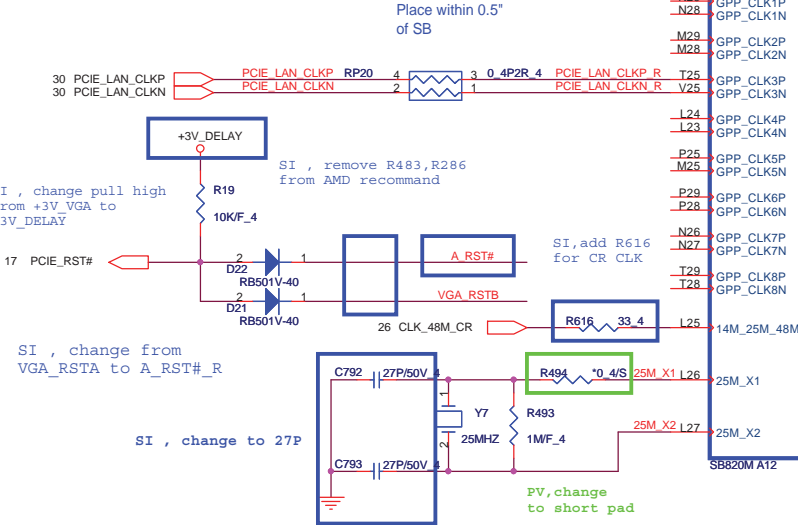 Place within 0.5"
of SB
GPP_CLK1P
N28 GPP_CLK1N
M29 GPP_CLK2P
M28 GPP_CLK2N
30 PCIE_LAN_CLKP PCIE_LAN_CLKP RP20 4 3 0_4P2R_4 PCIE_LAN_CLKP_R T25 GPP_CLK3P
30 PCIE_LAN_CLKN PCIE_LAN_CLKN 2 1 PCIE_LAN_CLKN_R V25 GPP_CLK3N
L24 GPP_CLK4P
L23 GPP_CLK4N
+3V_DELAY
P25 GPP_CLK5P
M25 GPP_CLK5N
SI , remove R483,R286
from AMD recommand
I , change pull high
rom +3V_VGA to
3V_DELAY
R19
10K/F_4
P29 GPP_CLK6P
P28 GPP_CLK6N
N26 GPP_CLK7P
N27 GPP_CLK7N
SI,add R616
for CR CLK
17 PCIE_RST# 2 1 A_RST#
D22
RB501V-40
T29 GPP_CLK8P
T28 GPP_CLK8N
2 1 VGA_RSTB
D21
RB501V-40
26 CLK_48M_CR R616 33_4 L25 14M_25M_48M
SI , change from
VGA_RSTA to A_RST#_R
C792 27P/50V_4 R494 *0_4/S 25M_X1 L26 25M_X1
1
Y7
25MHZ
2
R493
1M/F_4
25M_X2 L27 25M_X2
SI , change to 27P
C793 27P/50V_4
SB820M A12
PV,change
to short pad